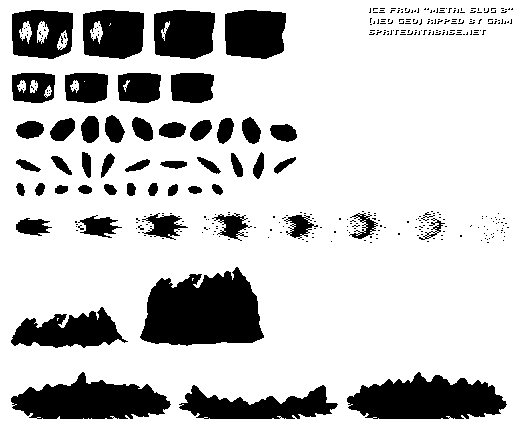 ICE FROM "METAL SLUG 3"
(NEO GEO) RIPPED BY GRIM
SPRITEDATABASE.NET